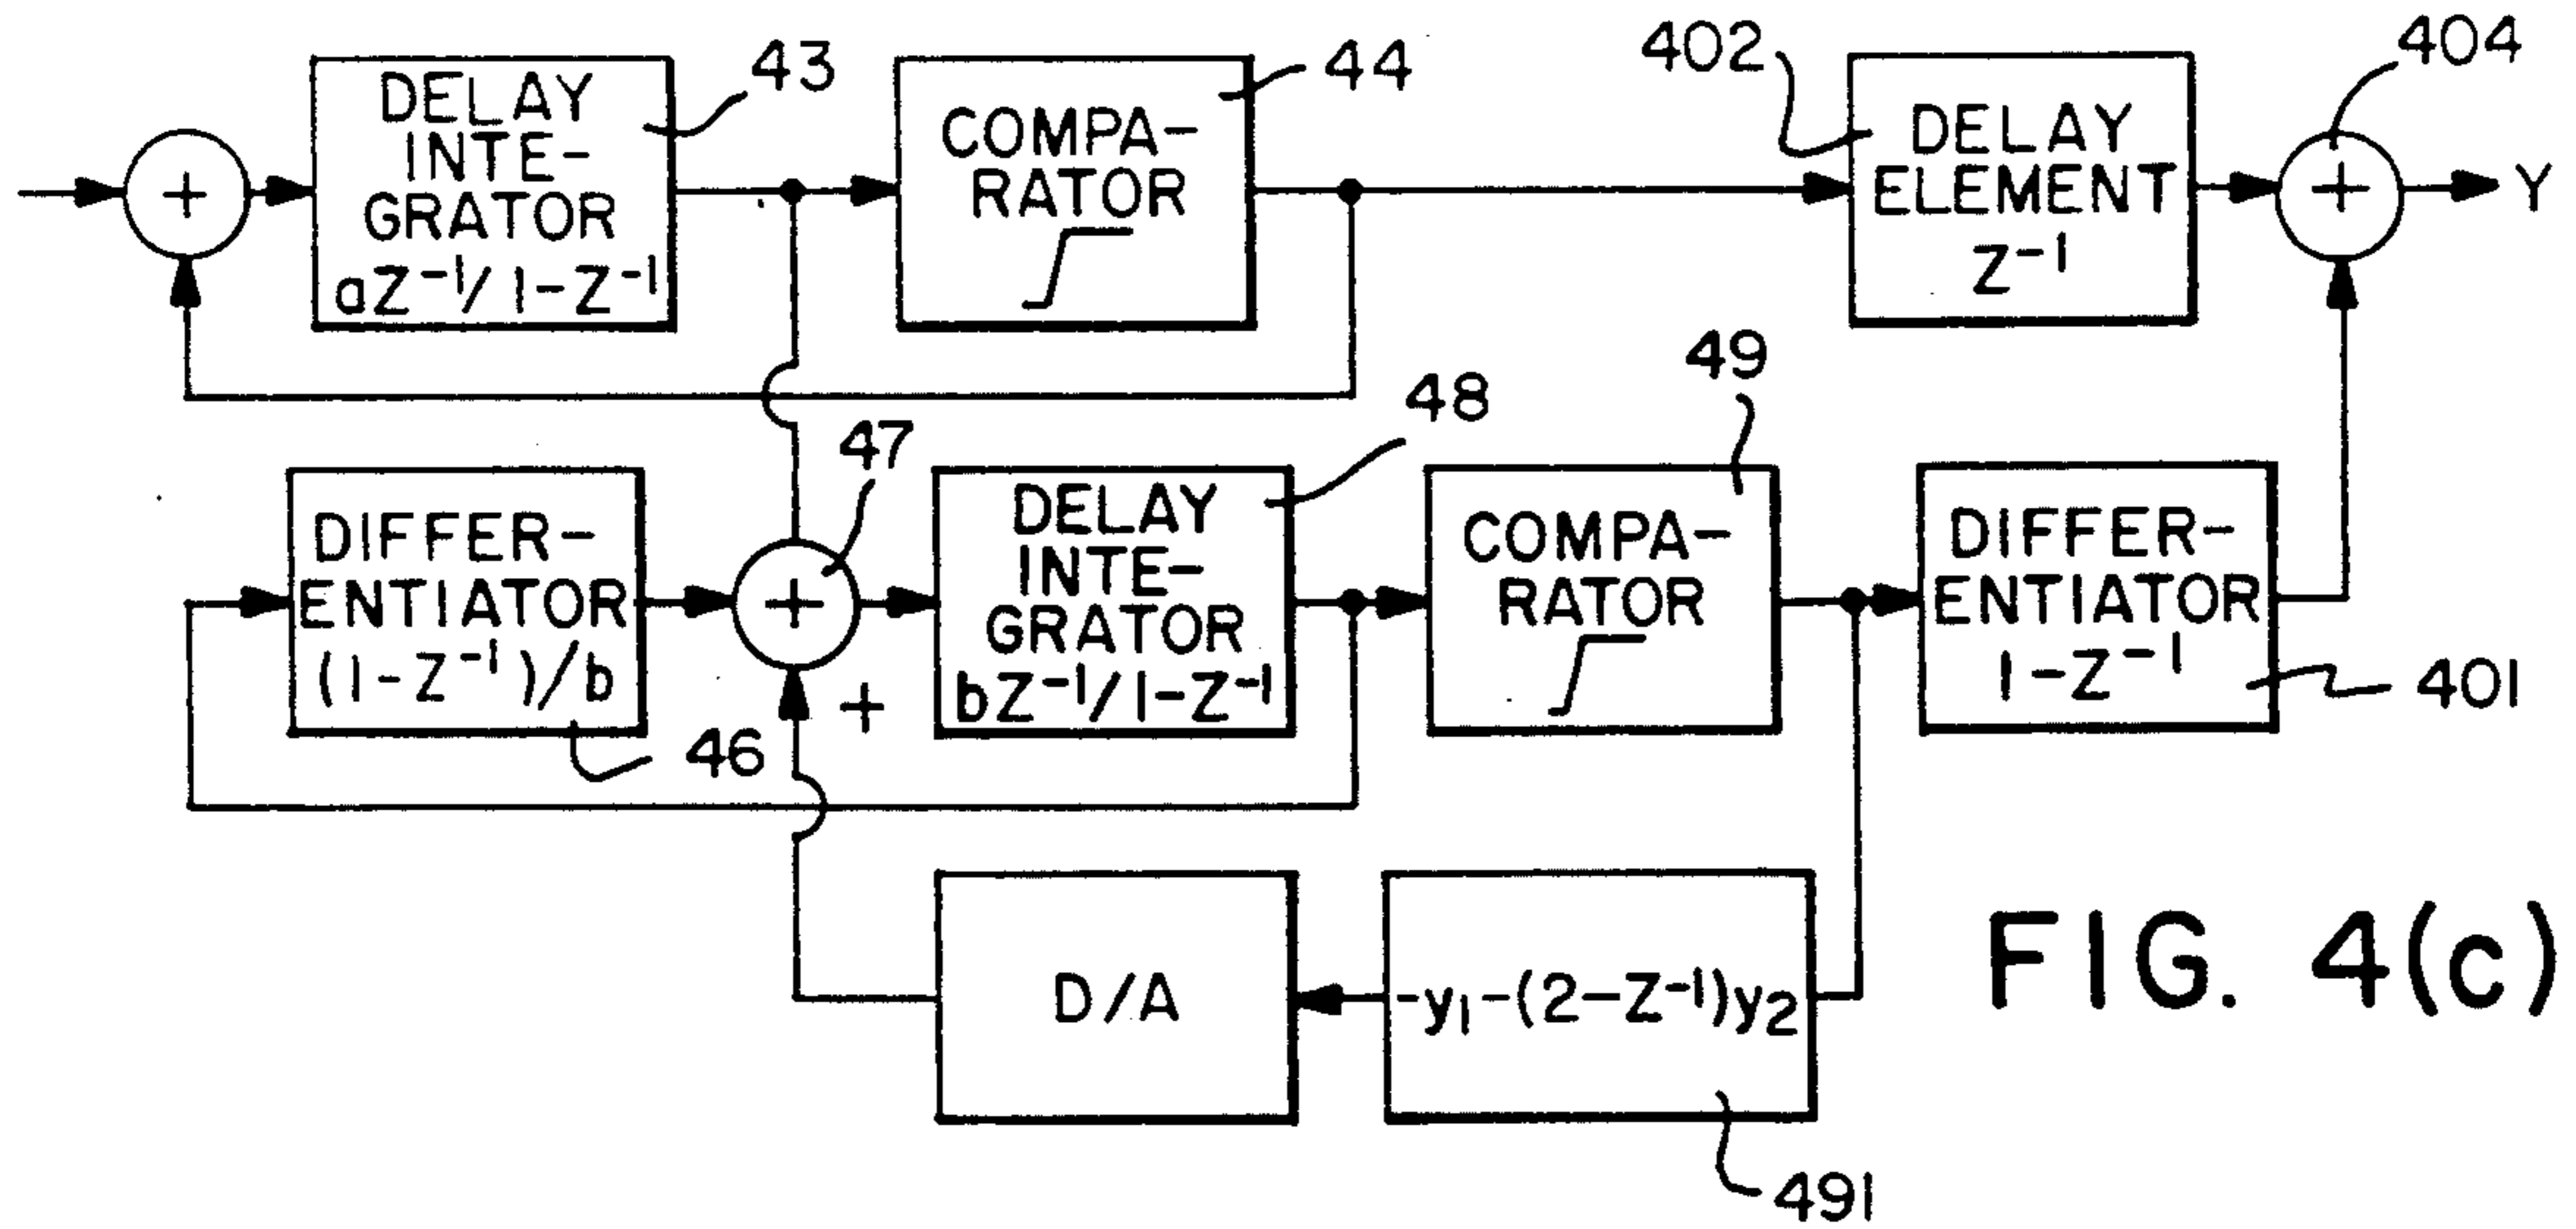 43
44
402
404
DELAY
INTE-
GRATOR
aZ⁻¹/1-Z⁻¹
COMPA-
RATOR
DELAY
ELEMENT
Z⁻¹
+
+
Y
47
48
49
DIFFER-
ENTIATOR
(1-Z⁻¹)/b
46
+
+
DELAY
INTE-
GRATOR
bZ⁻¹/1-Z⁻¹
COMPA-
RATOR
DIFFER-
ENTIATOR
1-Z⁻¹
401
D/A
-y₁-(2-Z⁻¹)y₂
491
FIG. 4(c)